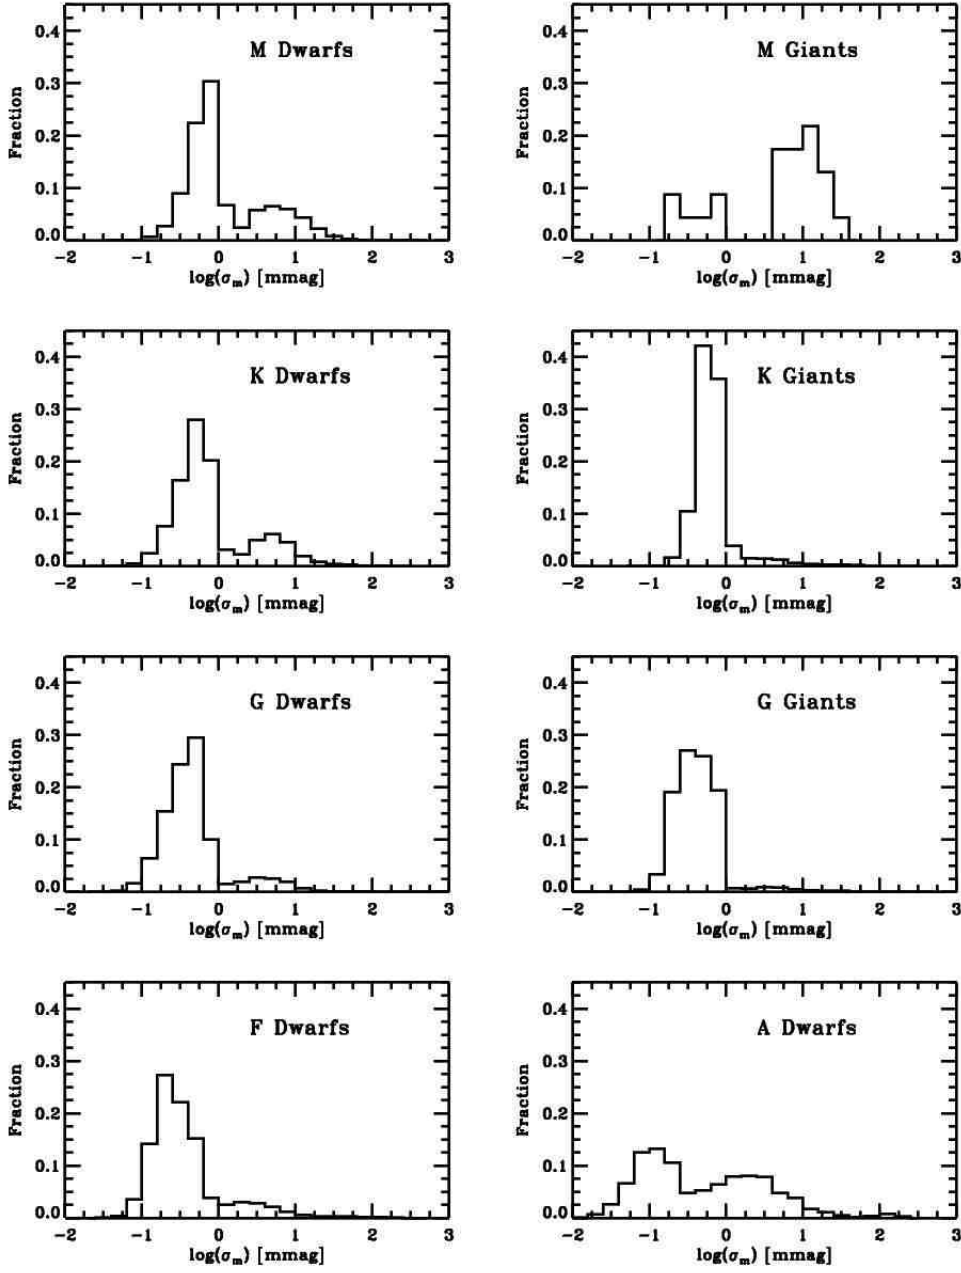 M Dwarfs
Fraction
0.4
0.3
0.2
0.1
0.0
−2 −1 0 1 2 3
log(σm) [mmag]
M Giants
Fraction
0.4
0.3
0.2
0.1
0.0
−2 −1 0 1 2 3
log(σm) [mmag]
K Dwarfs
Fraction
0.4
0.3
0.2
0.1
0.0
−2 −1 0 1 2 3
log(σm) [mmag]
K Giants
Fraction
0.4
0.3
0.2
0.1
0.0
−2 −1 0 1 2 3
log(σm) [mmag]
G Dwarfs
Fraction
0.4
0.3
0.2
0.1
0.0
−2 −1 0 1 2 3
log(σm) [mmag]
G Giants
Fraction
0.4
0.3
0.2
0.1
0.0
−2 −1 0 1 2 3
log(σm) [mmag]
F Dwarfs
Fraction
0.4
0.3
0.2
0.1
0.0
−2 −1 0 1 2 3
log(σm) [mmag]
A Dwarfs
Fraction
0.4
0.3
0.2
0.1
0.0
−2 −1 0 1 2 3
log(σm) [mmag]